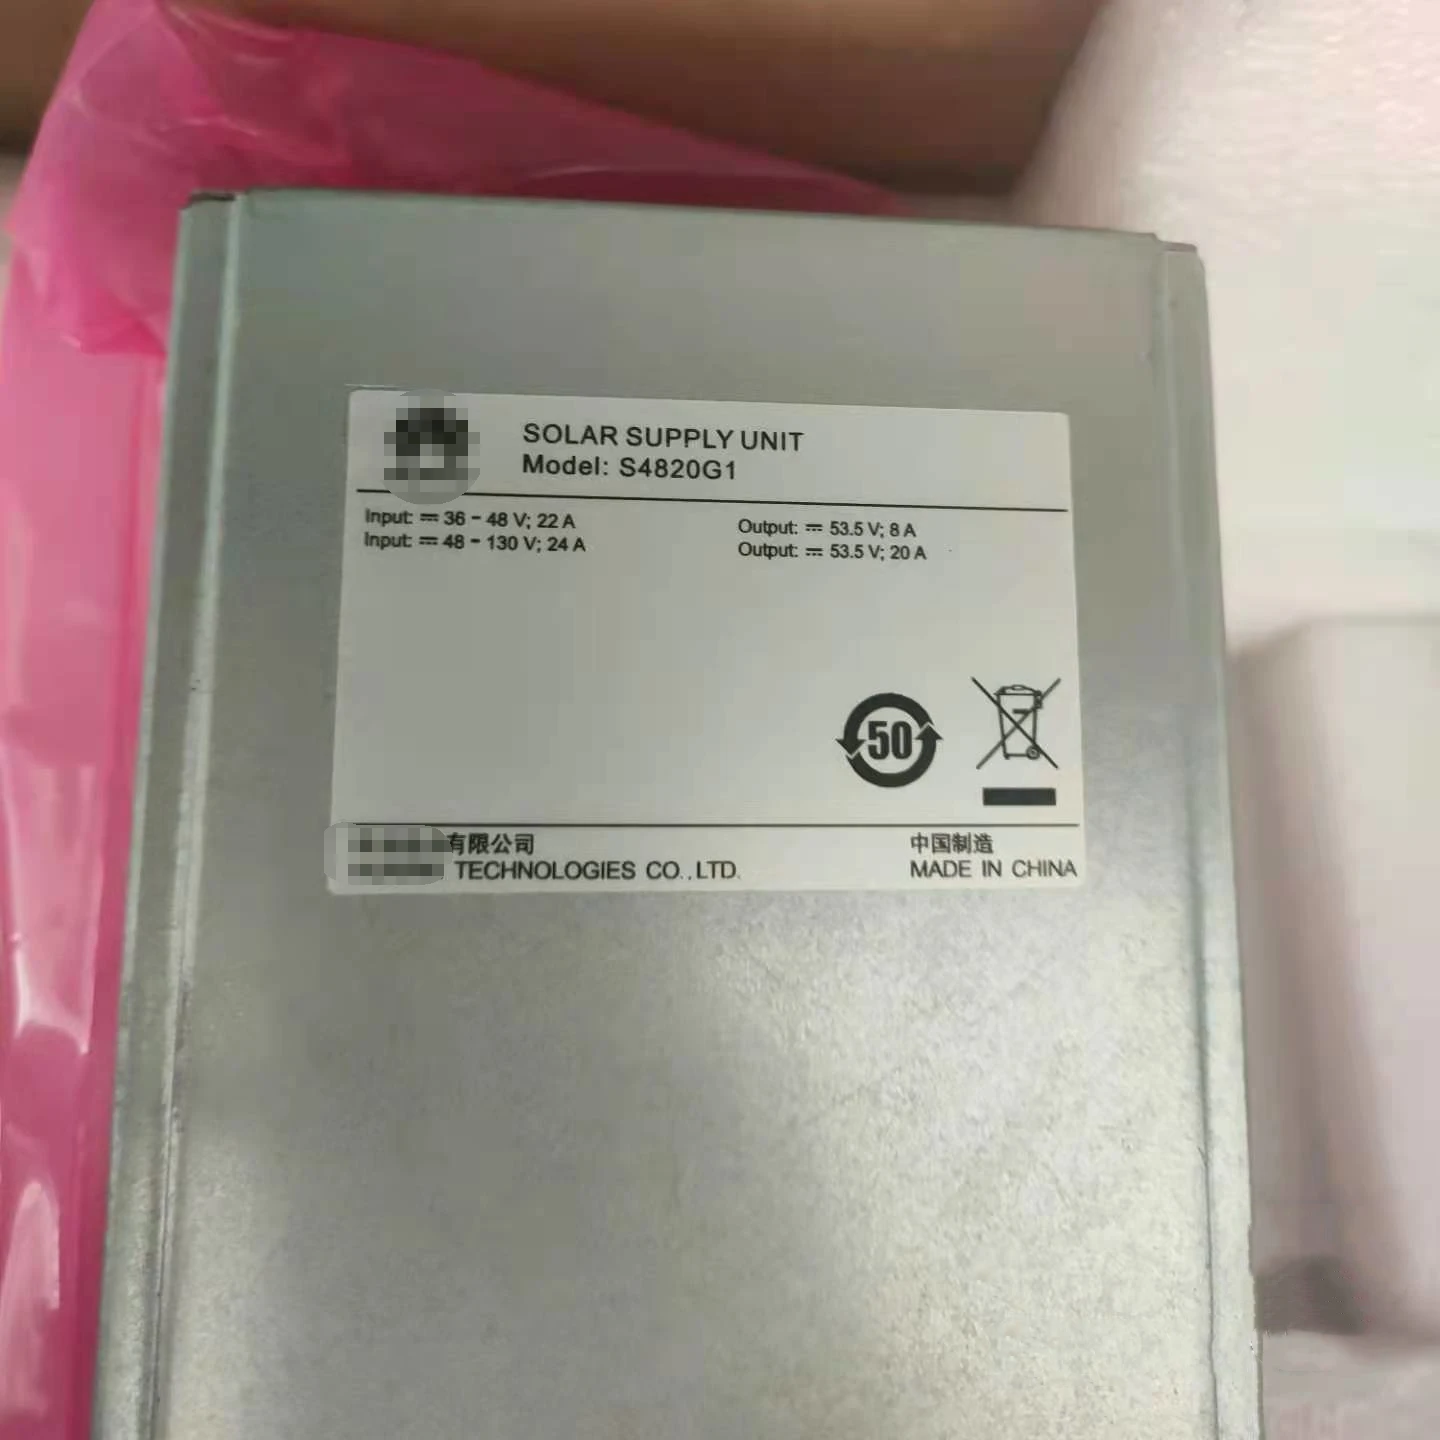 SOLAR SUPPLY UNIT
Model: S4820G1
Input: ⎓ 36 - 48 V; 22 A
Output: ⎓ 53.5 V; 8 A
Input: ⎓ 48 - 130 V; 24 A
Output: ⎓ 53.5 V; 20 A
50
有限公司
TECHNOLOGIES CO.,LTD.
中国制造
MADE IN CHINA